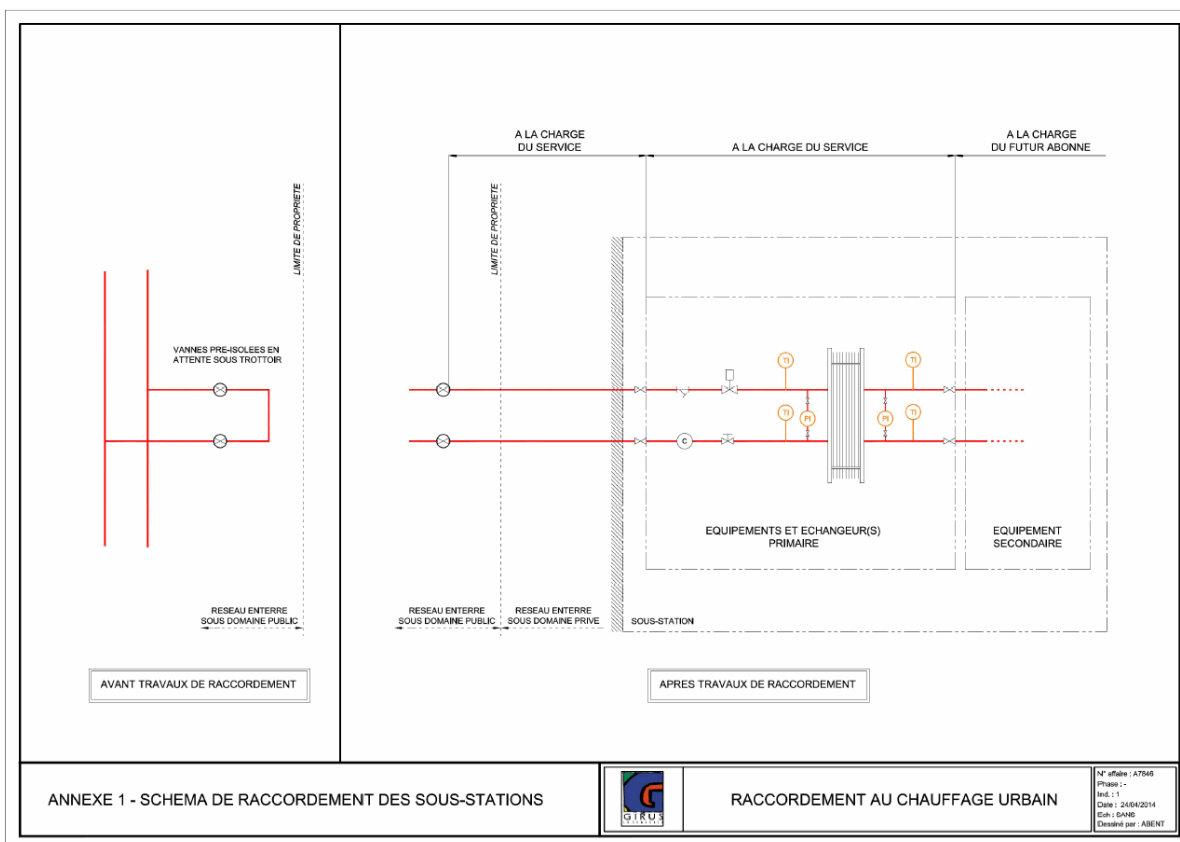 A LA CHARGE
DU SERVICE
A LA CHARGE DU SERVICE
A LA CHARGE
DU FUTUR ABONNE
LIMITE DE PROPRIETE
LIMITE DE PROPRIETE
VANNES PRE-ISOLEES EN
ATTENTE SOUS TROTTOIR
TI
TI
TI
PI
PI
TI
C
EQUIPEMENTS ET ECHANGEUR(S)
PRIMAIRE
EQUIPEMENT
SECONDAIRE
RESEAU ENTERRE
SOUS DOMAINE PUBLIC
RESEAU ENTERRE
SOUS DOMAINE PUBLIC
RESEAU ENTERRE
SOUS DOMAINE PRIVE
SOUS-STATION
AVANT TRAVAUX DE RACCORDEMENT
APRES TRAVAUX DE RACCORDEMENT
ANNEXE 1 - SCHEMA DE RACCORDEMENT DES SOUS-STATIONS
GIRUS
RACCORDEMENT AU CHAUFFAGE URBAIN
N° affaire : A7846
Phase : -
Ind. : 1
Date : 24/04/2014
Ech : SANS
Dessiné par : ABENT